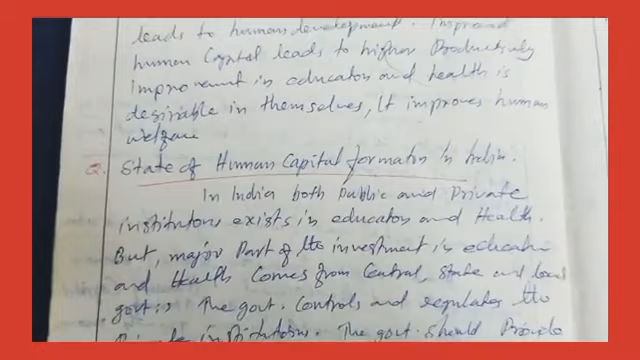 leads to human development. Improved
human Capital leads to higher Productivity
Improvement in education and health is
desirable in themselves, It improves human
welfare
Q. State of Human Capital formation In India.
In India both public and Private
institutions exists in education and Health.
But, major Part of the investment in education
and Health Comes from Central, State and local
govt:s The govt. Controls and regulates the
Private institutions. The govt. Should Provide